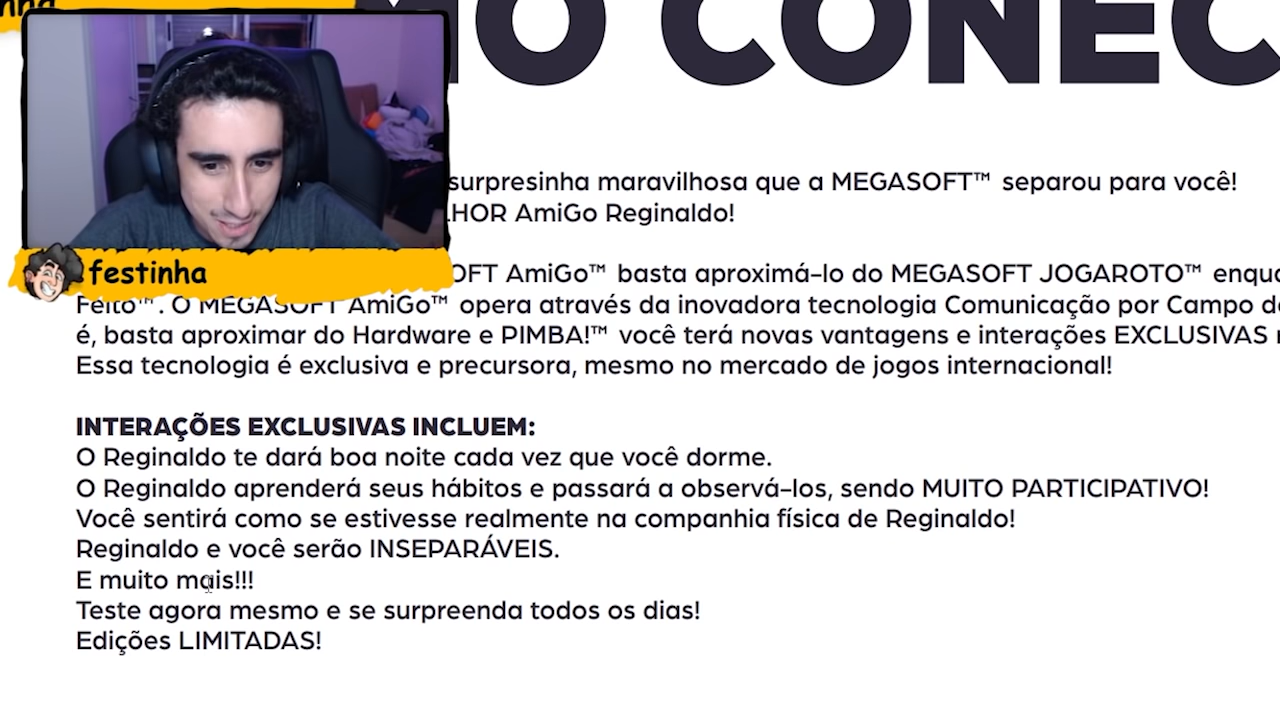 MO CONEC
surpresinha maravilhosa que a MEGASOFT™ separou para você!
LHOR AmiGo Reginaldo!
festinha
OFT AmiGo™ basta aproximá-lo do MEGASOFT JOGAROTO™ enqu
Feito™. O MEGASOFT AmiGo™ opera através da inovadora tecnologia Comunicação por Campo d
é, basta aproximar do Hardware e PIMBA!™ você terá novas vantagens e interações EXCLUSIVAS
Essa tecnologia é exclusiva e precursora, mesmo no mercado de jogos internacional!
INTERAÇÕES EXCLUSIVAS INCLUEM:
O Reginaldo te dará boa noite cada vez que você dorme.
O Reginaldo aprenderá seus hábitos e passará a observá-los, sendo MUITO PARTICIPATIVO!
Você sentirá como se estivesse realmente na companhia física de Reginaldo!
Reginaldo e você serão INSEPARÁVEIS.
E muito mais!!!
Teste agora mesmo e se surpreenda todos os dias!
Edições LIMITADAS!